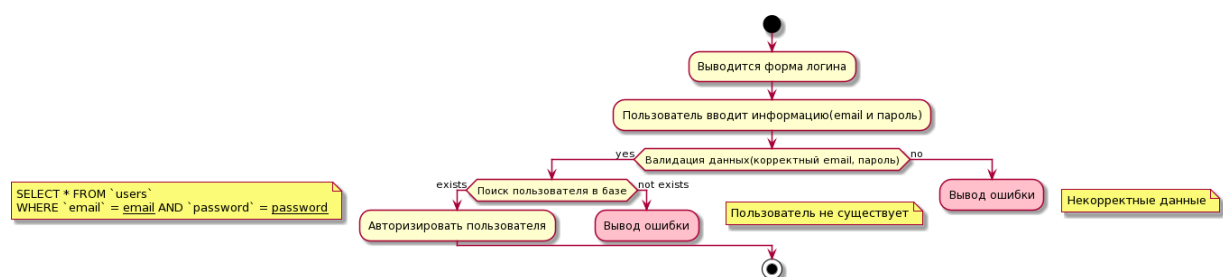 Выводится форма логина
Пользователь вводит информацию(email и пароль)
Валидация данных(корректный email, пароль)
yes
no
Поиск пользователя в базе
exists
not exists
SELECT * FROM `users`
WHERE `email` = email AND `password` = password
Авторизировать пользователя
Вывод ошибки
Пользователь не существует
Вывод ошибки
Некорректные данные